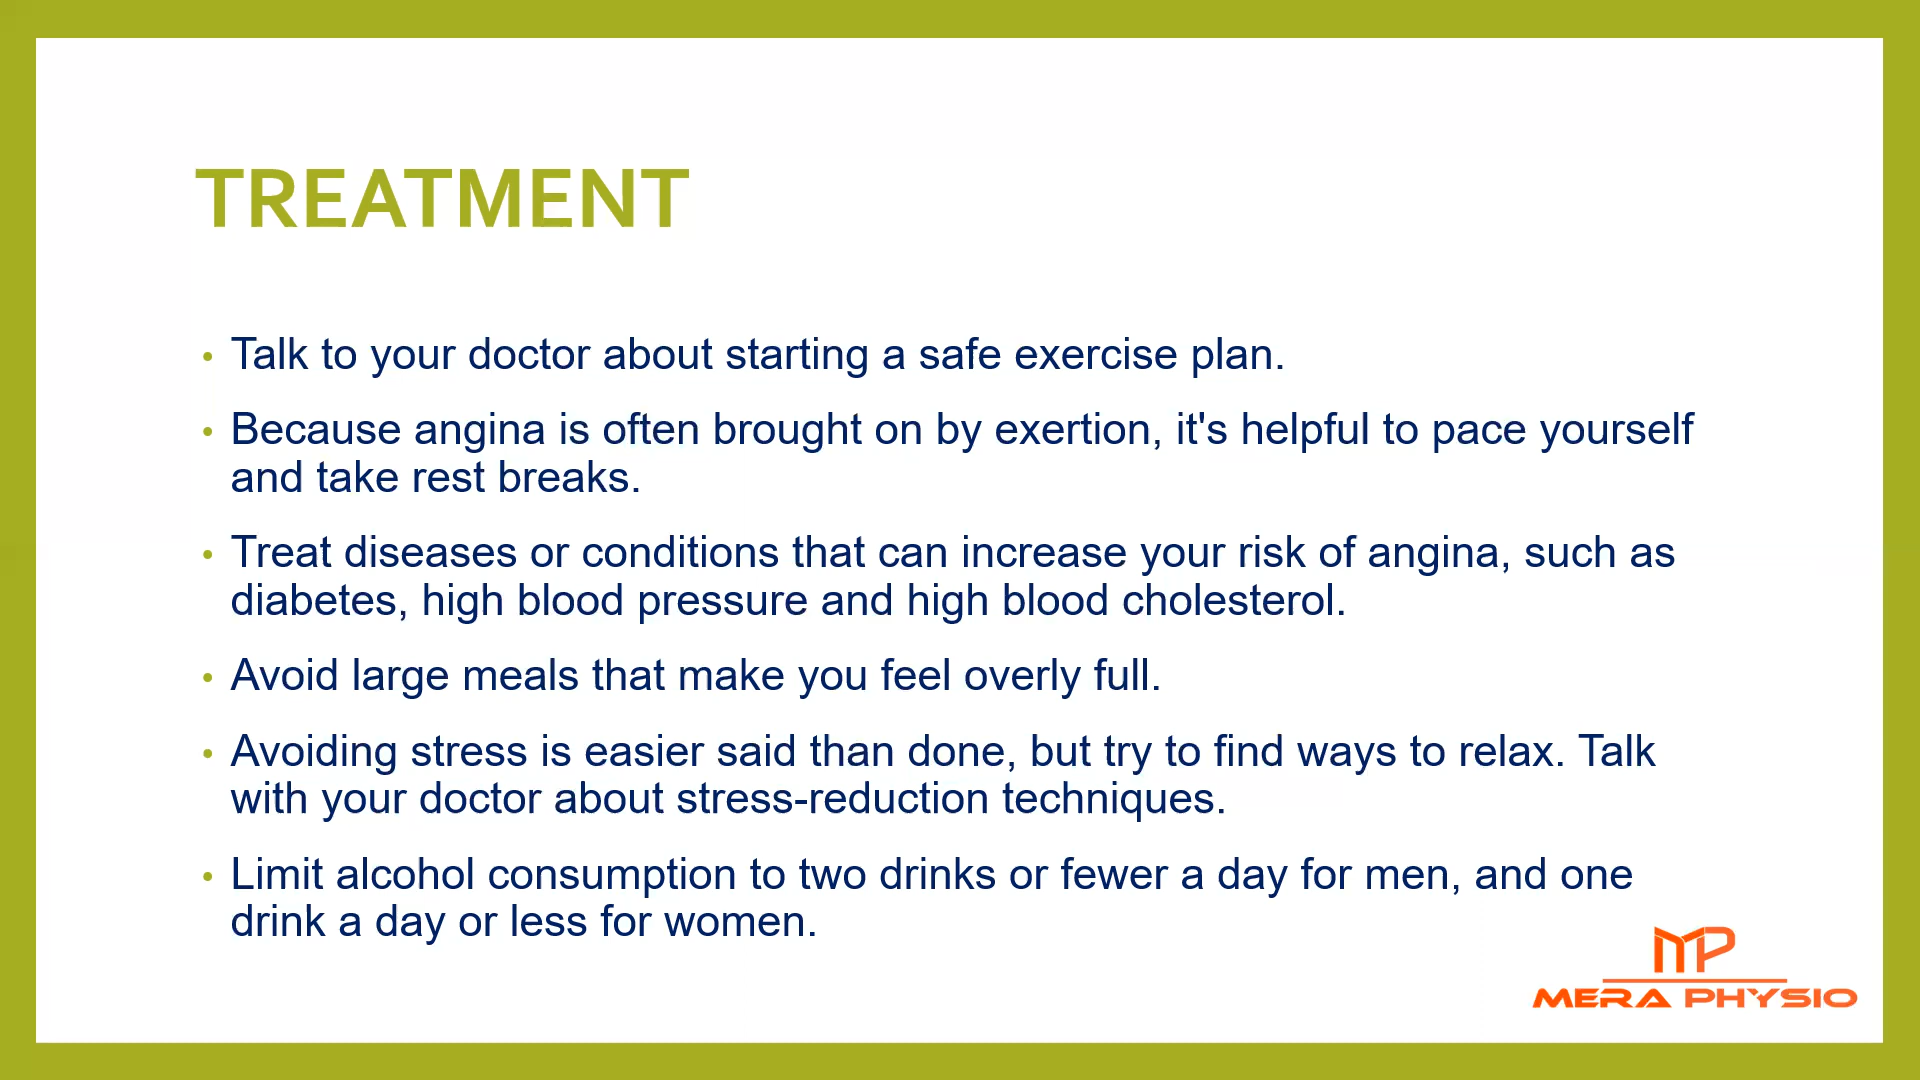 TREATMENT
• Talk to your doctor about starting a safe exercise plan.
• Because angina is often brought on by exertion, it's helpful to pace yourself
and take rest breaks.
• Treat diseases or conditions that can increase your risk of angina, such as
diabetes, high blood pressure and high blood cholesterol.
• Avoid large meals that make you feel overly full.
• Avoiding stress is easier said than done, but try to find ways to relax. Talk
with your doctor about stress-reduction techniques.
• Limit alcohol consumption to two drinks or fewer a day for men, and one
drink a day or less for women.
MP
MERA PHYSIO